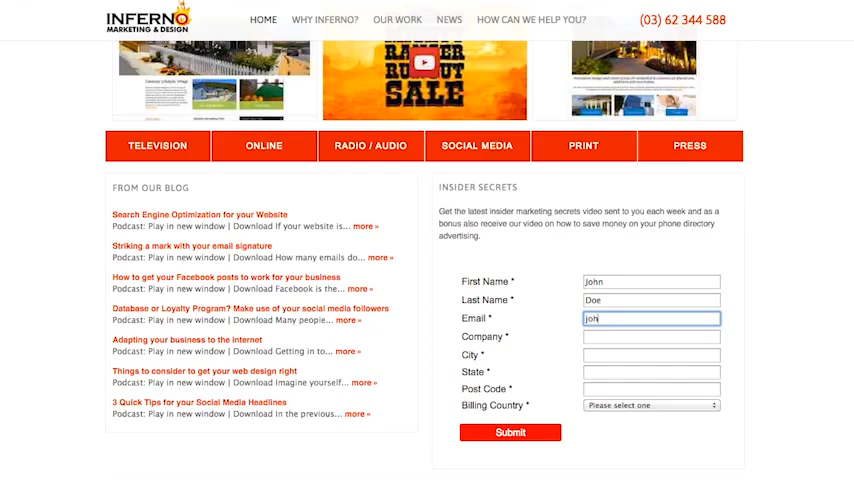 INFERNO
MARKETING & DESIGN
HOME
WHY INFERNO?
OUR WORK
NEWS
HOW CAN WE HELP YOU?
(03) 62 344 588
SALE
TELEVISION
ONLINE
RADIO / AUDIO
SOCIAL MEDIA
PRINT
PRESS
FROM OUR BLOG
Search Engine Optimization for your Website
Podcast: Play in new window | Download If your website is... more »
Striking a mark with your email signature
Podcast: Play in new window | Download How many emails do... more »
How to get your Facebook posts to work for your business
Podcast: Play in new window | Download Facebook is the... more »
Database or Loyalty Program? Make use of your social media followers
Podcast: Play in new window | Download Many people... more »
Adapting your business to the internet
Podcast: Play in new window | Download Getting in to... more »
Things to consider to get your web design right
Podcast: Play in new window | Download Imagine yourself... more »
3 Quick Tips for your Social Media Headlines
Podcast: Play in new window | Download In the previous... more »
INSIDER SECRETS
Get the latest insider marketing secrets video sent to you each week and as a
bonus also receive our video on how to save money on your phone directory
advertising.
First Name * John
Last Name * Doe
Email * joh
Company *
City *
State *
Post Code *
Billing Country * Please select one
Submit